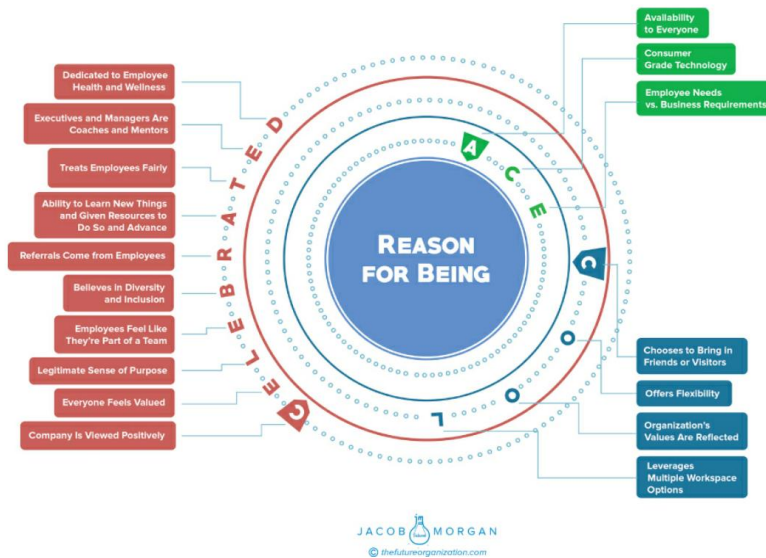 Availability
to Everyone
Consumer
Grade Technology
Employee Needs
vs. Business Requirements
Dedicated to Employee
Health and Wellness
Executives and Managers Are
Coaches and Mentors
Treats Employees Fairly
Ability to Learn New Things
and Given Resources to
Do So and Advance
Referrals Come from Employees
Believes in Diversity
and Inclusion
Employees Feel Like
They're Part of a Team
Legitimate Sense of Purpose
Everyone Feels Valued
Company Is Viewed Positively
CELEBRATED
ACE
COOL
REASON
FOR BEING
Chooses to Bring in
Friends or Visitors
Offers Flexibility
Organization's
Values Are Reflected
Leverages
Multiple Workspace
Options
JACOB MORGAN
© thefutureorganization.com